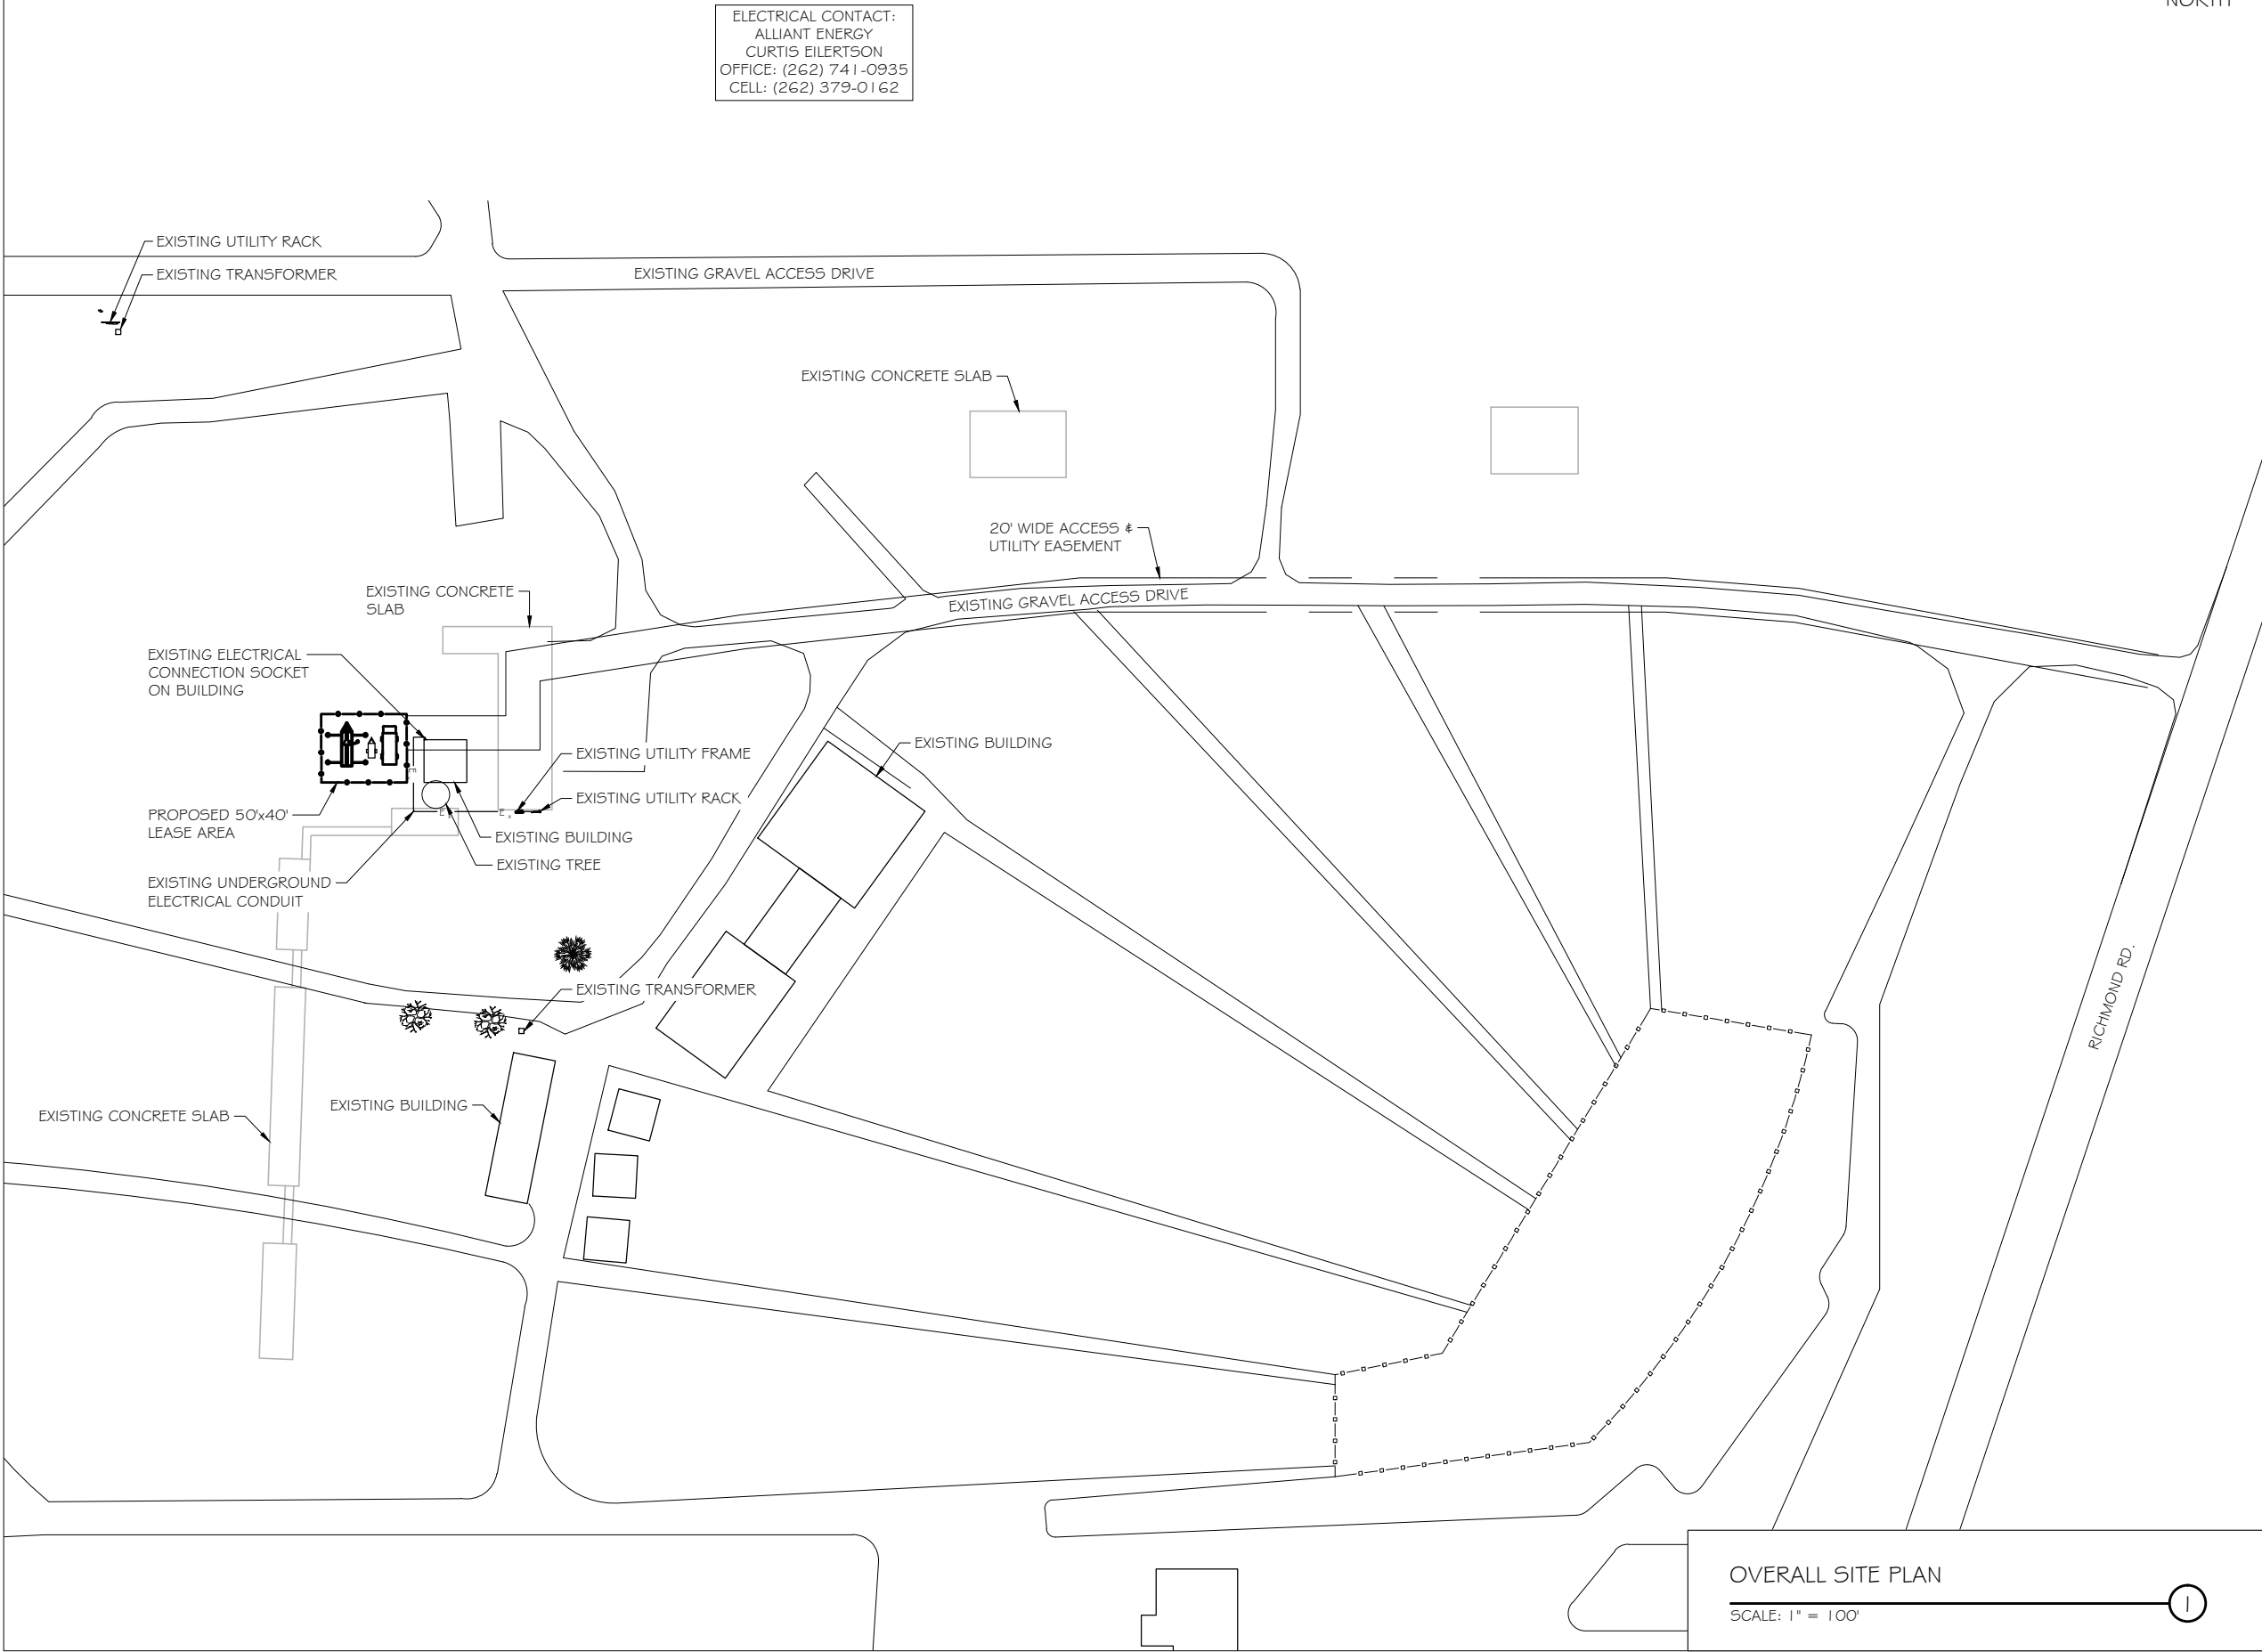 NORTH
ELECTRICAL CONTACT:
ALLIANT ENERGY
CURTIS EILERTSON
OFFICE: (262) 741-0935
CELL: (262) 379-0162
EXISTING UTILITY RACK
EXISTING TRANSFORMER
EXISTING GRAVEL ACCESS DRIVE
EXISTING CONCRETE SLAB
20' WIDE ACCESS &
UTILITY EASEMENT
EXISTING CONCRETE
SLAB
EXISTING GRAVEL ACCESS DRIVE
EXISTING ELECTRICAL
CONNECTION SOCKET
ON BUILDING
EXISTING BUILDING
EXISTING UTILITY FRAME
EXISTING UTILITY RACK
PROPOSED 50'x40'
LEASE AREA
E
E
E x
EXISTING BUILDING
EXISTING TREE
EXISTING UNDERGROUND
ELECTRICAL CONDUIT
EXISTING TRANSFORMER
RICHMOND RD.
EXISTING BUILDING
EXISTING CONCRETE SLAB
OVERALL SITE PLAN
SCALE: 1" = 100'
1